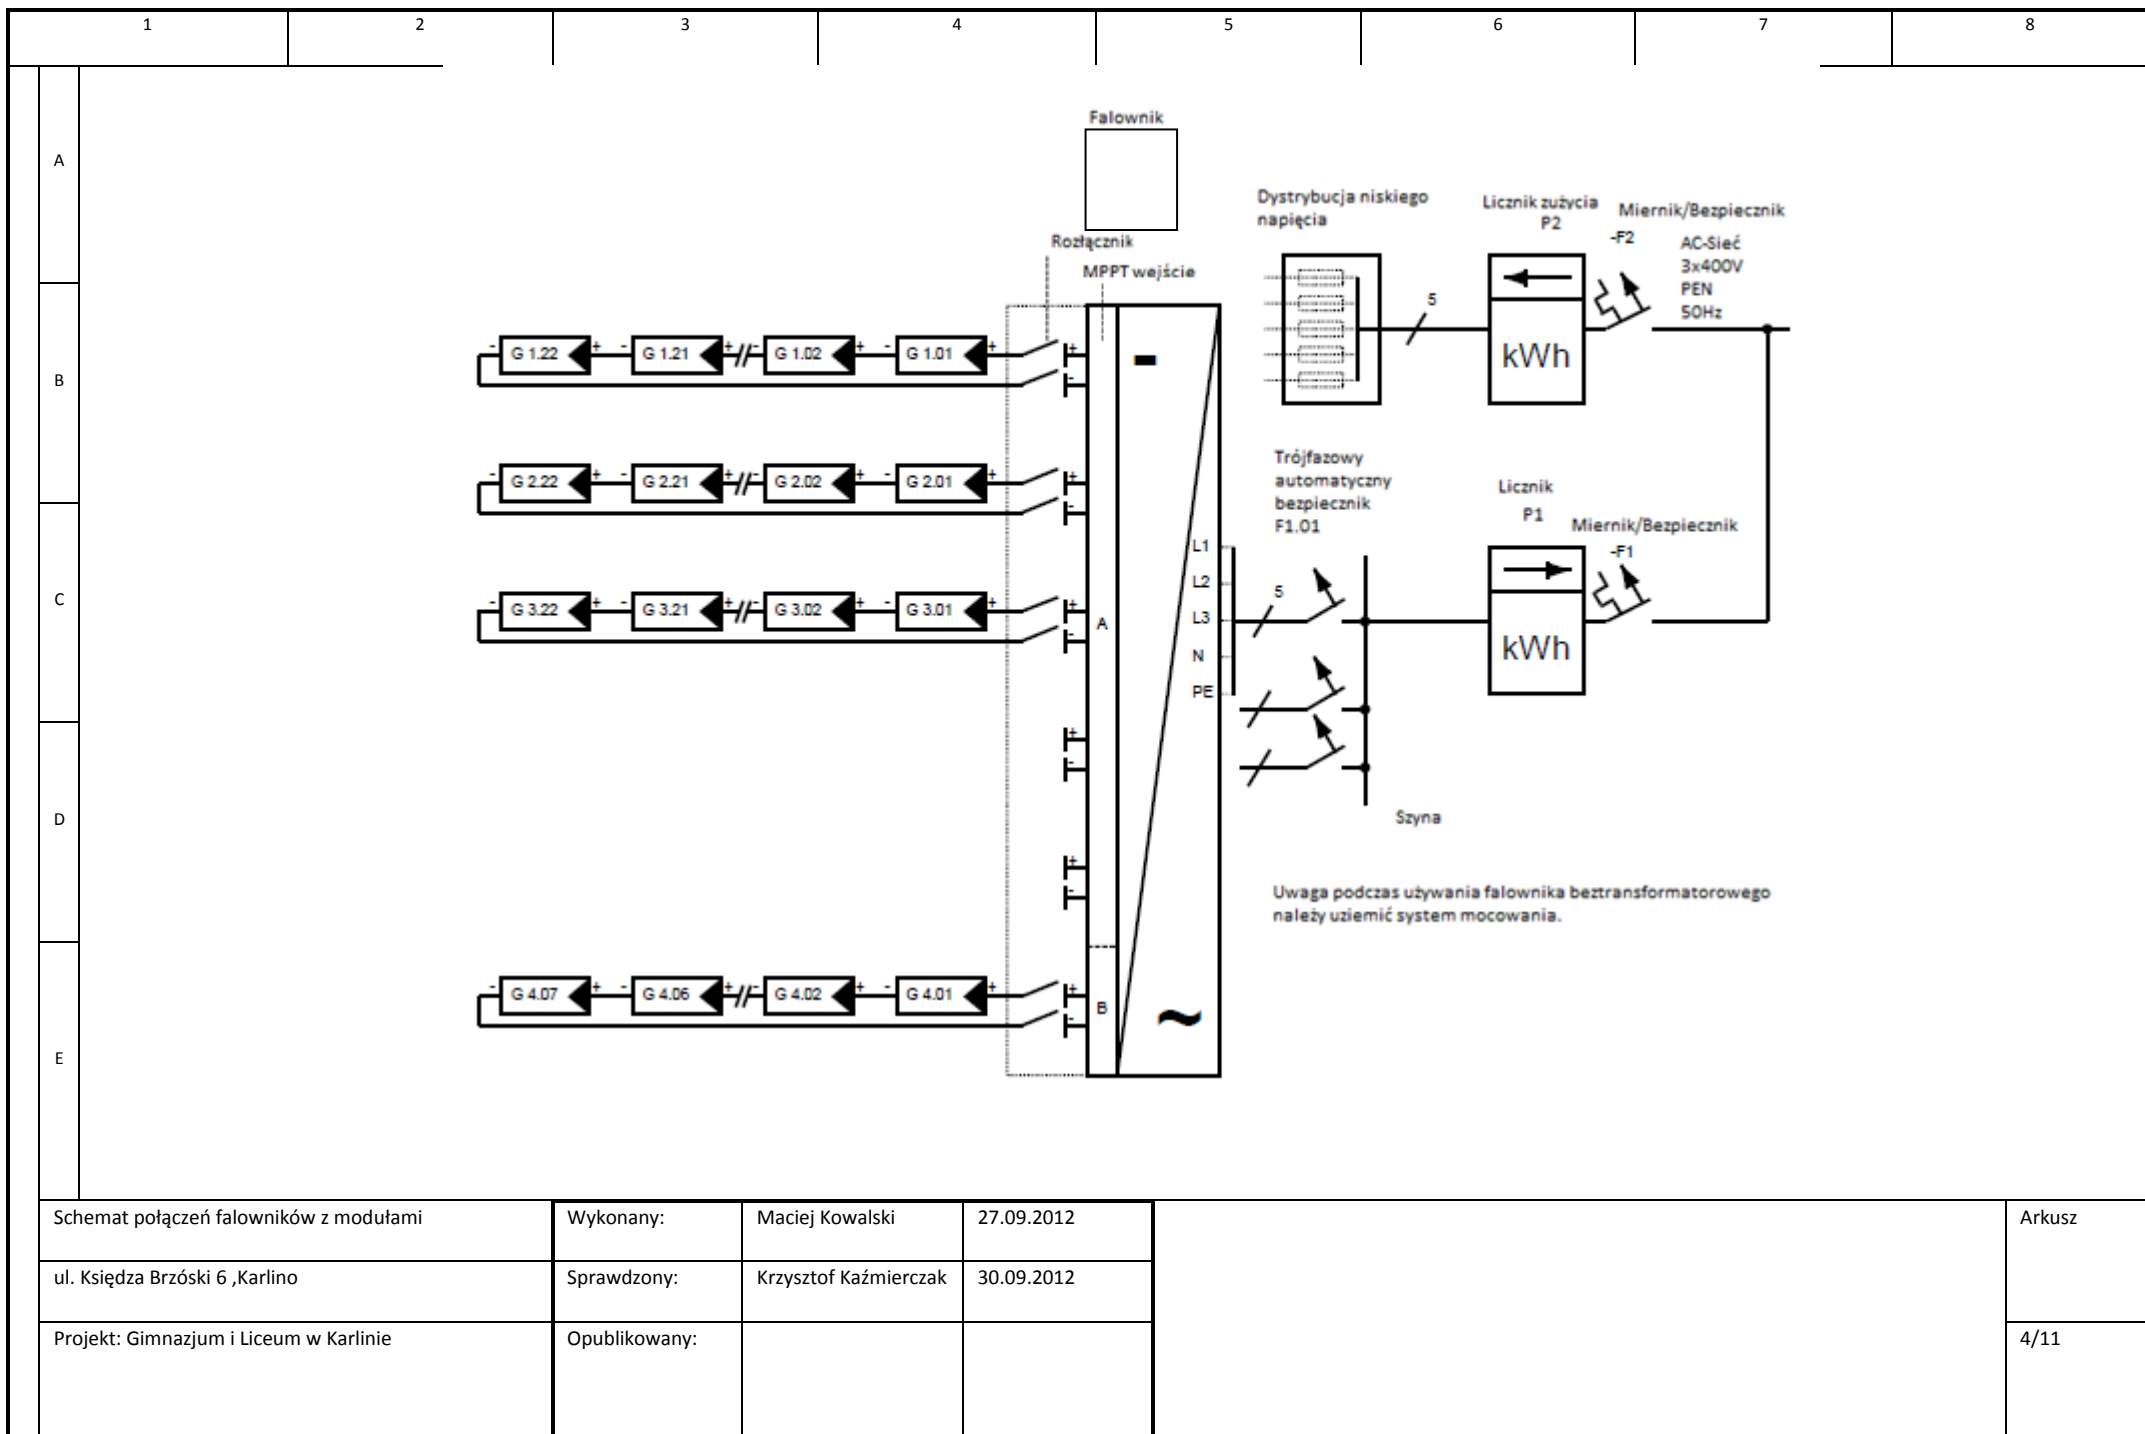 1 2 3 4 5 6 7 8
A
B
C
D
E
Falownik
Rozłącznik
MPPT wejście
Dystrybucja niskiego
napięcia
Licznik zużycia
P2
Miernik/Bezpiecznik
-F2
AC-Sieć
3x400V
PEN
50Hz
5
kWh
- G 1.22 + - G 1.21 + - G 1.02 + - G 1.01 + +
- -
- G 2.22 + - G 2.21 + - G 2.02 + - G 2.01 + +
-
Trójfazowy
automatyczny
bezpiecznik
F1.01
Licznik
P1
Miernik/Bezpiecznik
-F1
L1
L2
L3
N
PE
5
kWh
- G 3.22 + - G 3.21 + - G 3.02 + - G 3.01 + +
-
A
+
-
+
-
Szyna
Uwaga podczas używania falownika beztransformatorowego
należy uziemić system mocowania.
- G 4.07 + - G 4.06 + - G 4.02 + - G 4.01 + +
-
B
~
Schemat połączeń falowników z modułami
Wykonany: Maciej Kowalski 27.09.2012
Arkusz
ul. Księdza Brzóski 6 ,Karlino
Sprawdzony: Krzysztof Kaźmierczak 30.09.2012
Projekt: Gimnazjum i Liceum w Karlinie
Opublikowany:
4/11